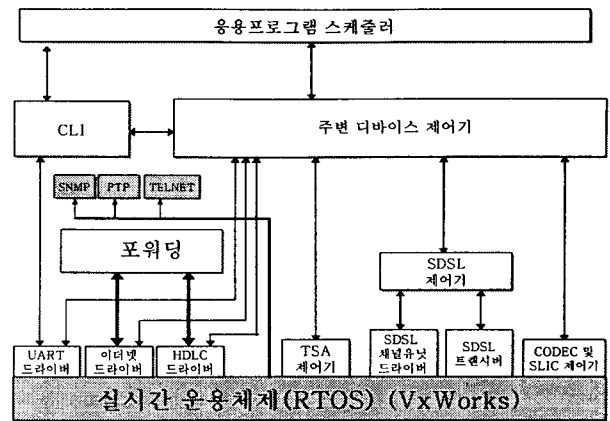 응용프로그램 스케줄러
CLI
주변 디바이스 제어기
SNMP
PTP
TELNET
포워딩
SDSL
제어기
UART
드라이버
이더넷
드라이버
HDLC
드라이버
TSA
제어기
SDSL
채널유닛
드라이버
SDSL
트랜시버
CODEC 및
SLIC 제어기
실시간 운용체제(RTOS) (VxWorks)